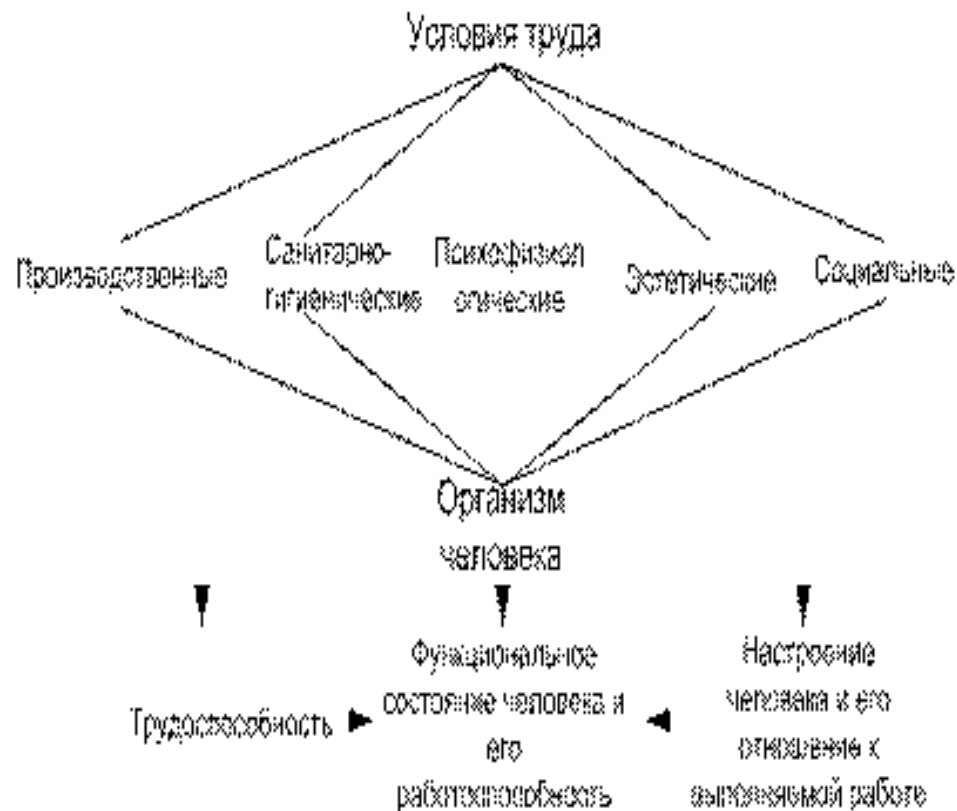 Условия труда
Производственные
Санитарно-
гигиенические
Психофизиол
огические
Эстетические
Социальные
Организм
человека
Трудоспособность
Функциональное
состояние человека и
его
работоспособность
Настроение
человека и его
отношение к
выполняемой работе